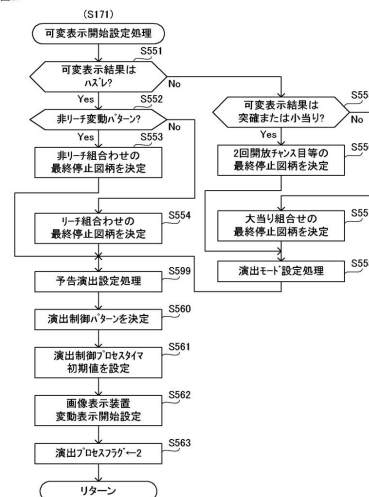 (S171)
可変表示開始設定処理
S551
可変表示結果は
ハズレ?
No
Yes
S552
非リーチ変動パターン?
No
Yes
S553
非リーチ組合わせの
最終停止図柄を決定
S554
リーチ組合わせの
最終停止図柄を決定
S599
予告演出設定処理
S560
演出制御パターンを決定
S561
演出制御プロセスタイマ
初期値を設定
S562
画像表示装置
変動表示開始設定
S563
演出プロセスフラグ←2
リターン
S55
可変表示結果は
突確または小当り?
No
Yes
S55
2回開放チャンス目等の
最終停止図柄を決定
大当り組合せの
最終停止図柄を決定
S55
演出モード設定処理